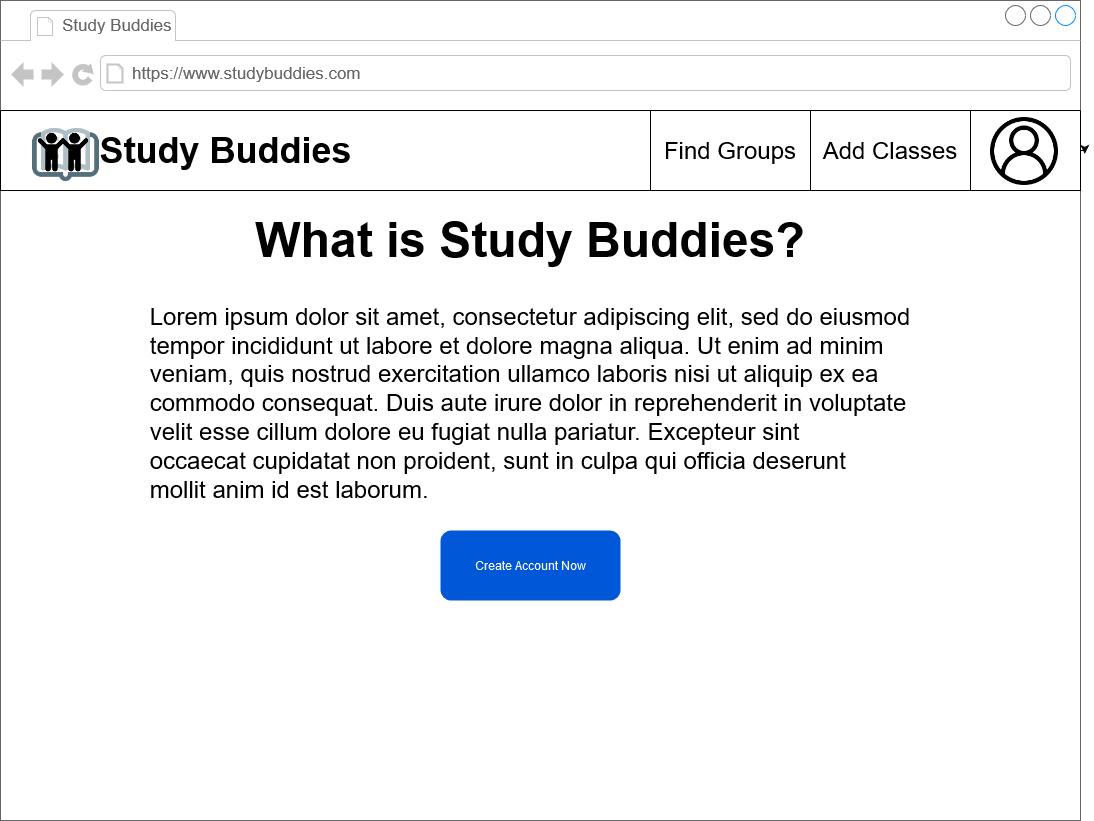 Study Buddies
https://www.studybuddies.com
Study Buddies
Find Groups
Add Classes
What is Study Buddies?
Lorem ipsum dolor sit amet, consectetur adipiscing elit, sed do eiusmod
tempor incididunt ut labore et dolore magna aliqua. Ut enim ad minim
veniam, quis nostrud exercitation ullamco laboris nisi ut aliquip ex ea
commodo consequat. Duis aute irure dolor in reprehenderit in voluptate
velit esse cillum dolore eu fugiat nulla pariatur. Excepteur sint
occaecat cupidatat non proident, sunt in culpa qui officia deserunt
mollit anim id est laborum.
Create Account Now